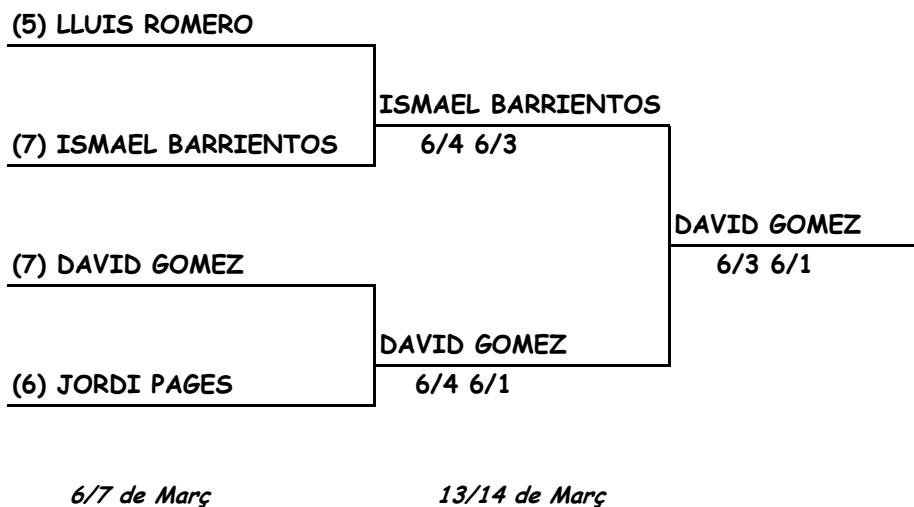 (5) LLUIS ROMERO
ISMAEL BARRIENTOS
(7) ISMAEL BARRIENTOS
6/4 6/3
DAVID GOMEZ
(7) DAVID GOMEZ
6/3 6/1
DAVID GOMEZ
(6) JORDI PAGES
6/4 6/1
6/7 de Març
13/14 de Març